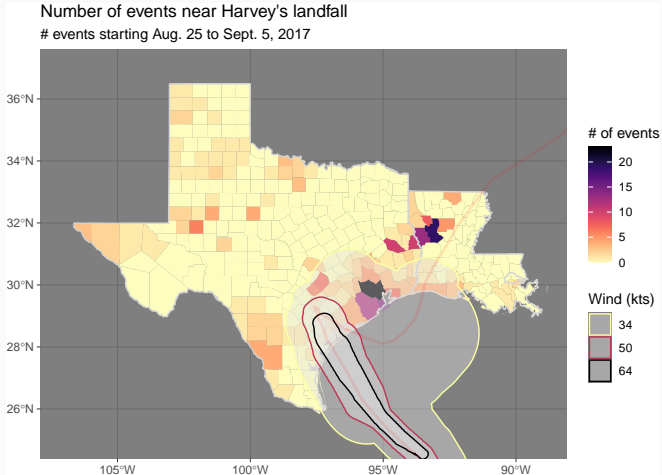 Number of events near Harvey's landfall
# events starting Aug. 25 to Sept. 5, 2017
36°N
34°N
32°N
30°N
28°N
26°N
105°W
100°W
95°W
90°W
# of events
20
15
10
5
0
Wind (kts)
34
50
64